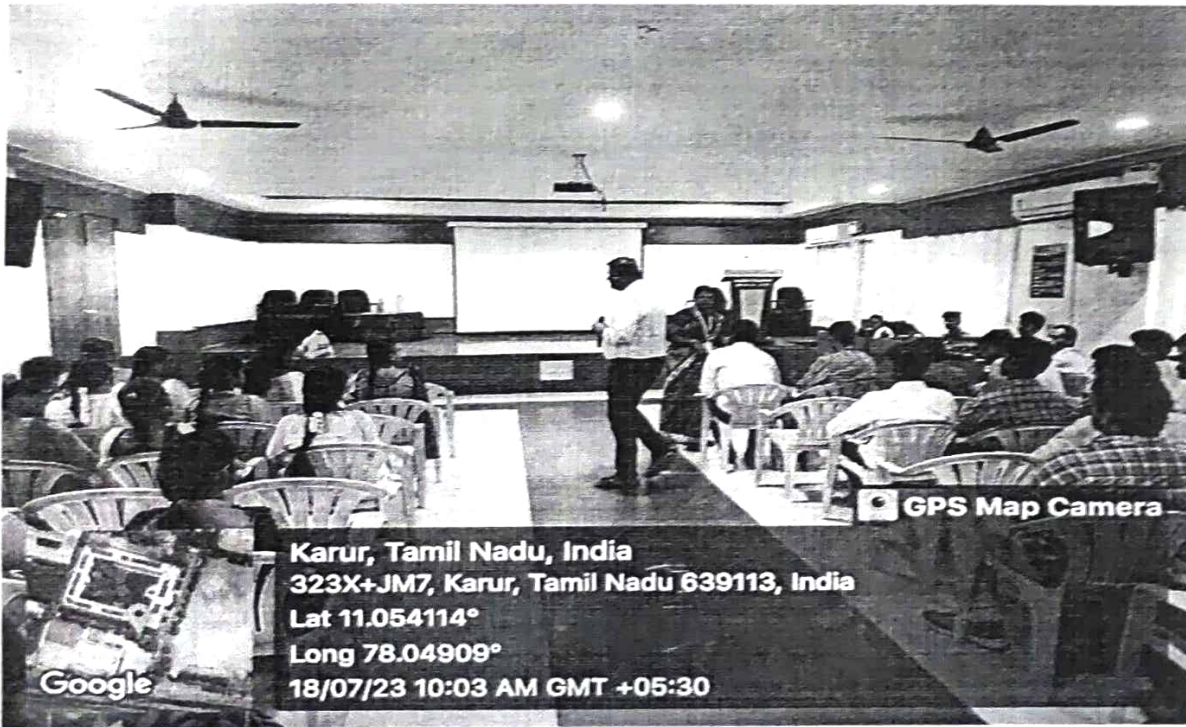 GPS Map Camera
Karur, Tamil Nadu, India
323X+JM7, Karur, Tamil Nadu 639113, India
Lat 11.054114°
Long 78.04909°
18/07/23 10:03 AM GMT +05:30
Google